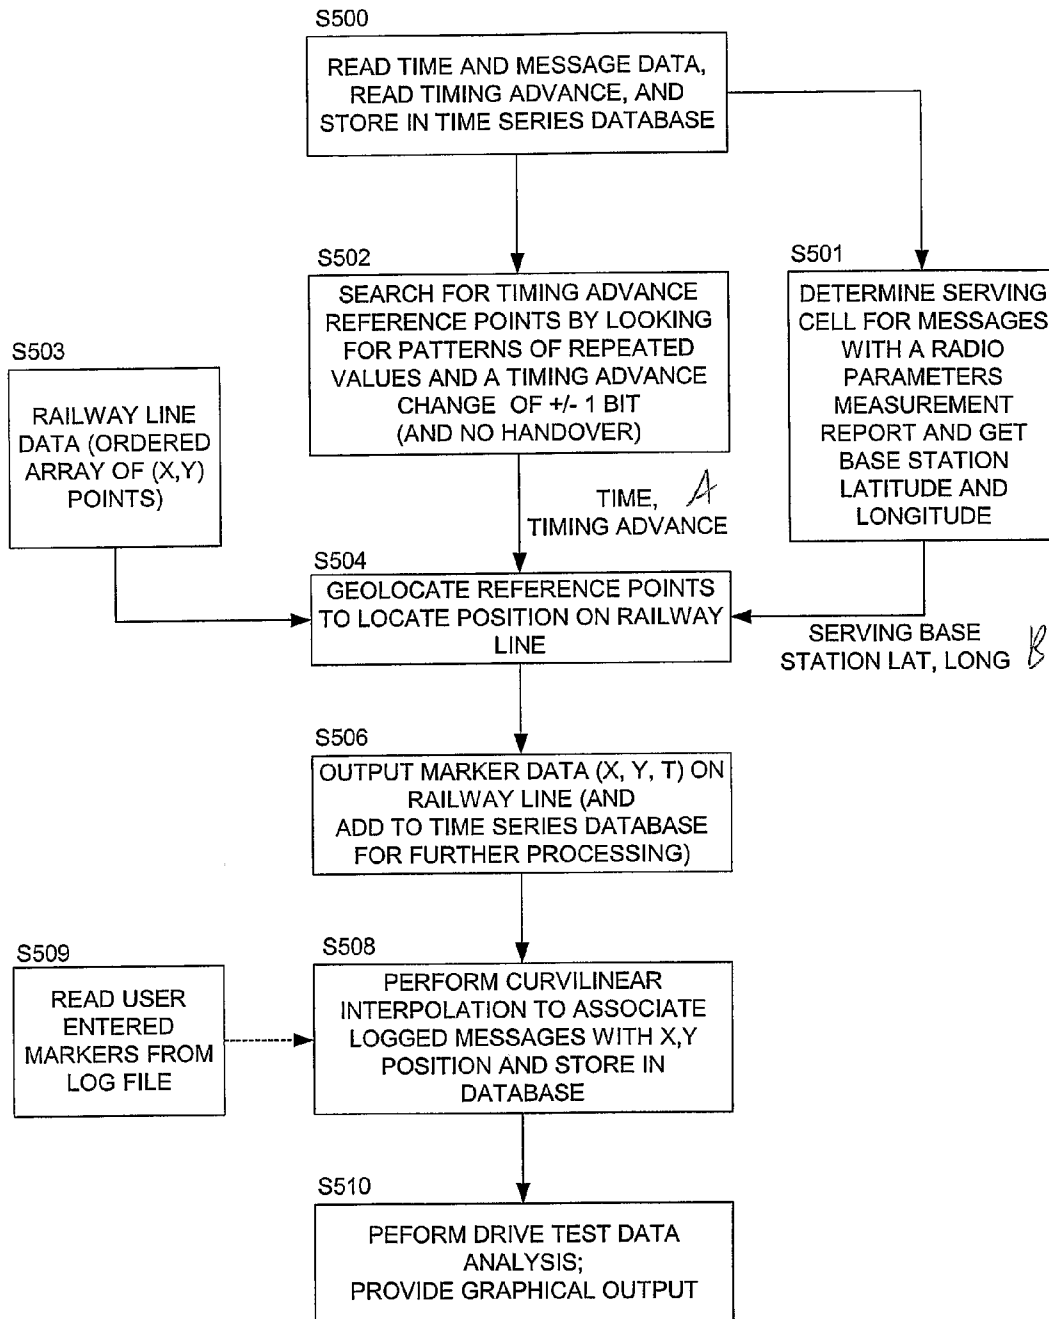 S500
READ TIME AND MESSAGE DATA,
READ TIMING ADVANCE, AND
STORE IN TIME SERIES DATABASE
S502
SEARCH FOR TIMING ADVANCE
REFERENCE POINTS BY LOOKING
FOR PATTERNS OF REPEATED
VALUES AND A TIMING ADVANCE
CHANGE OF +/- 1 BIT
(AND NO HANDOVER)
S501
DETERMINE SERVING
CELL FOR MESSAGES
WITH A RADIO
PARAMETERS
MEASUREMENT
REPORT AND GET
BASE STATION
LATITUDE AND
LONGITUDE
S503
RAILWAY LINE
DATA (ORDERED
ARRAY OF (X,Y)
POINTS)
TIME, A
TIMING ADVANCE
S504
GEOLOCATE REFERENCE POINTS
TO LOCATE POSITION ON RAILWAY
LINE
SERVING BASE
STATION LAT, LONG B
S506
OUTPUT MARKER DATA (X, Y, T) ON
RAILWAY LINE (AND
ADD TO TIME SERIES DATABASE
FOR FURTHER PROCESSING)
S509
READ USER
ENTERED
MARKERS FROM
LOG FILE
S508
PERFORM CURVILINEAR
INTERPOLATION TO ASSOCIATE
LOGGED MESSAGES WITH X,Y
POSITION AND STORE IN
DATABASE
S510
PEFORM DRIVE TEST DATA
ANALYSIS;
PROVIDE GRAPHICAL OUTPUT